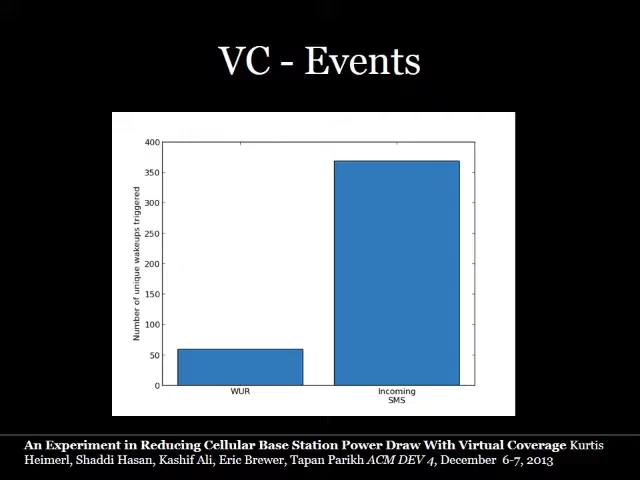 VC - Events
400
350
300
250
200
150
100
50
0
Number of unique wakeups triggered
WUR
Incoming
SMS
An Experiment in Reducing Cellular Base Station Power Draw With Virtual Coverage Kurtis
Heimerl, Shaddi Hasan, Kashif Ali, Eric Brewer, Tapan Parikh ACM DEV 4, December 6-7, 2013